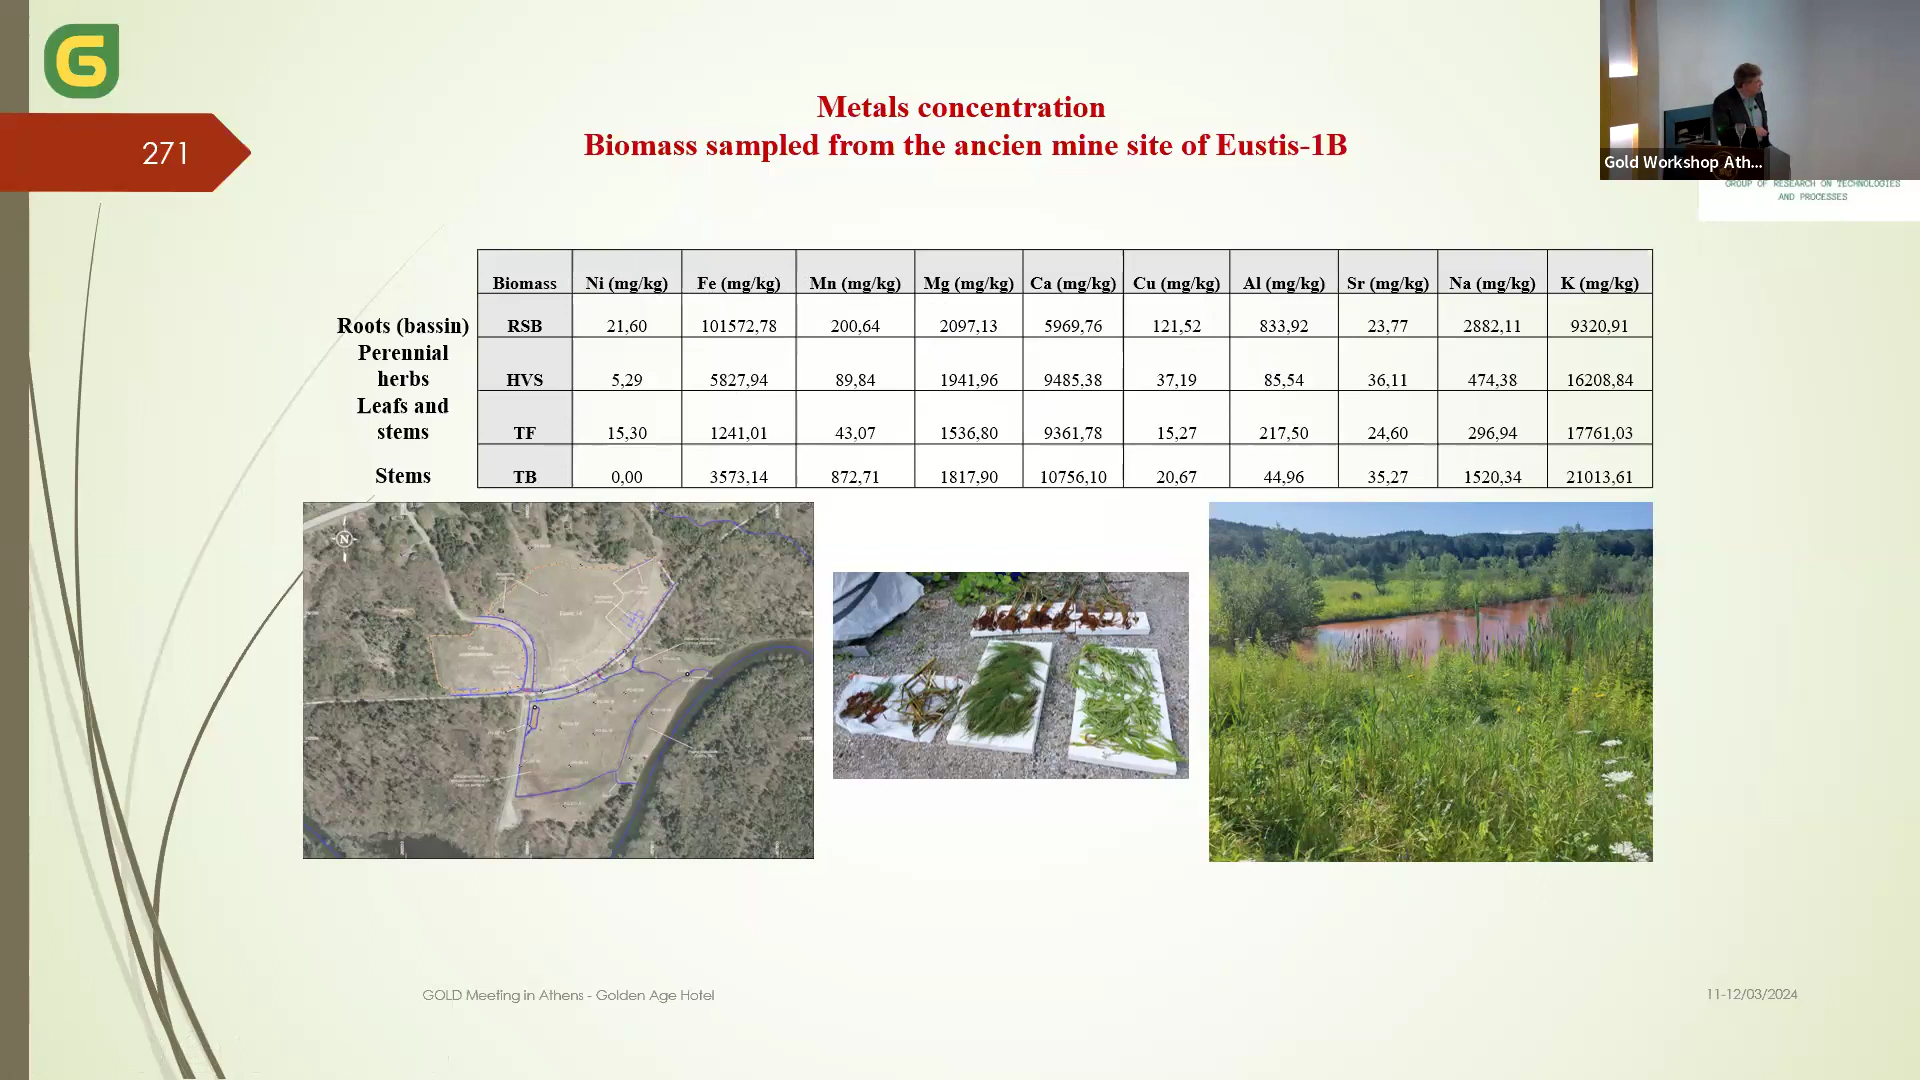 G
271
Metals concentration
Biomass sampled from the ancien mine site of Eustis-1B
Gold Workshop Ath...
GROUP OF RESEARCH ON TECHNOLOGIES
AND PROCESSES
Biomass Ni (mg/kg) Fe (mg/kg) Mn (mg/kg) Mg (mg/kg) Ca (mg/kg) Cu (mg/kg) Al (mg/kg) Sr (mg/kg) Na (mg/kg) K (mg/kg)
Roots (bassin) RSB 21,60 101572,78 200,64 2097,13 5969,76 121,52 833,92 23,77 2882,11 9320,91
Perennial
herbs HVS 5,29 5827,94 89,84 1941,96 9485,38 37,19 85,54 36,11 474,38 16208,84
Leafs and
stems TF 15,30 1241,01 43,07 1536,80 9361,78 15,27 217,50 24,60 296,94 17761,03
Stems TB 0,00 3573,14 872,71 1817,90 10756,10 20,67 44,96 35,27 1520,34 21013,61
N
GOLD Meeting in Athens - Golden Age Hotel
11-12/03/2024